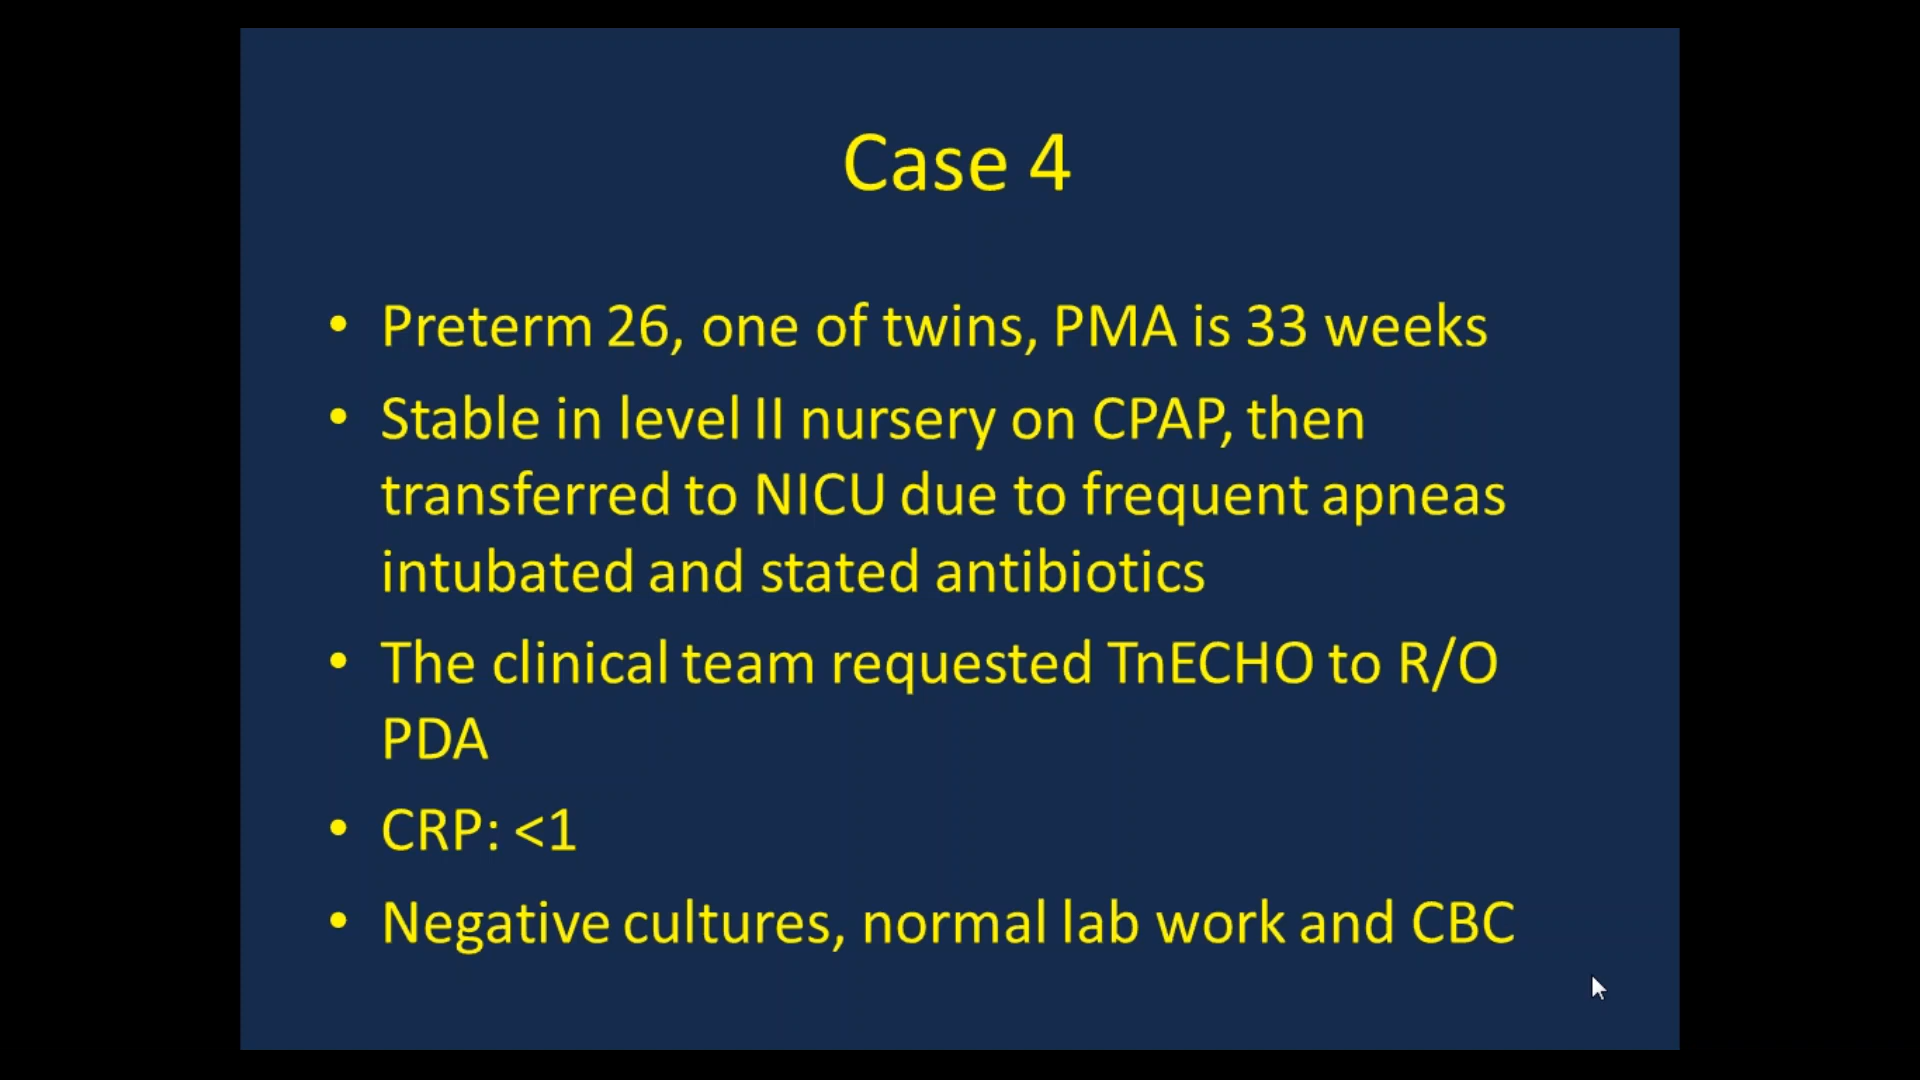 Case 4
• Preterm 26, one of twins, PMA is 33 weeks
• Stable in level II nursery on CPAP, then
transferred to NICU due to frequent apneas
intubated and stated antibiotics
• The clinical team requested TnECHO to R/O
PDA
• CRP: <1
• Negative cultures, normal lab work and CBC